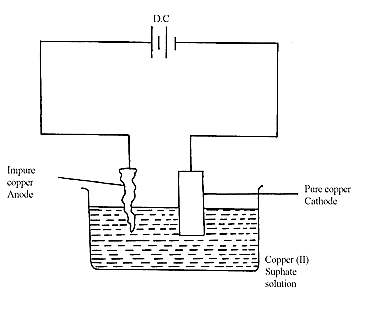 D.C
Impure
copper
Anode
Pure copper
Cathode
Copper (II)
Suphate
solution